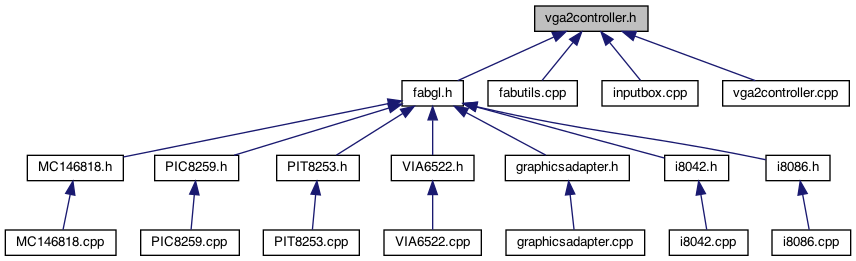 vga2controller.h
fabgl.h
fabutils.cpp
inputbox.cpp
vga2controller.cpp
MC146818.h
PIC8259.h
PIT8253.h
VIA6522.h
graphicsadapter.h
i8042.h
i8086.h
MC146818.cpp
PIC8259.cpp
PIT8253.cpp
VIA6522.cpp
graphicsadapter.cpp
i8042.cpp
i8086.cpp